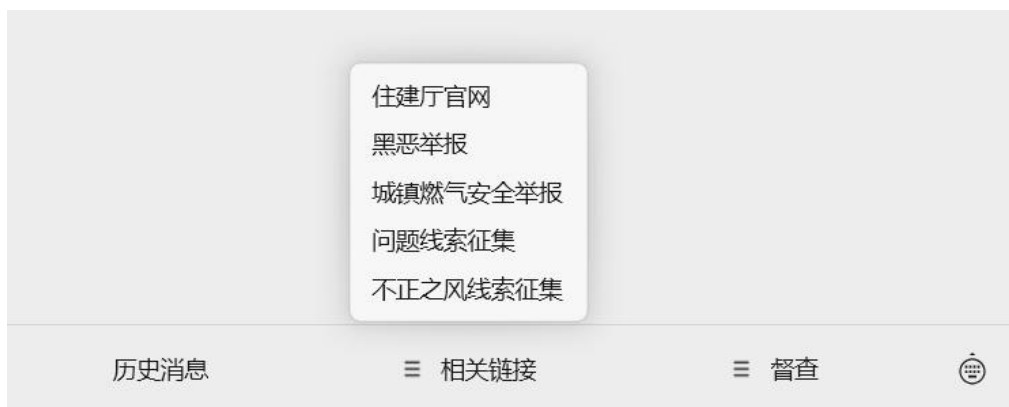 住建厅官网
黑恶举报
城镇燃气安全举报
问题线索征集
不正之风线索征集
历史消息
相关链接
督查